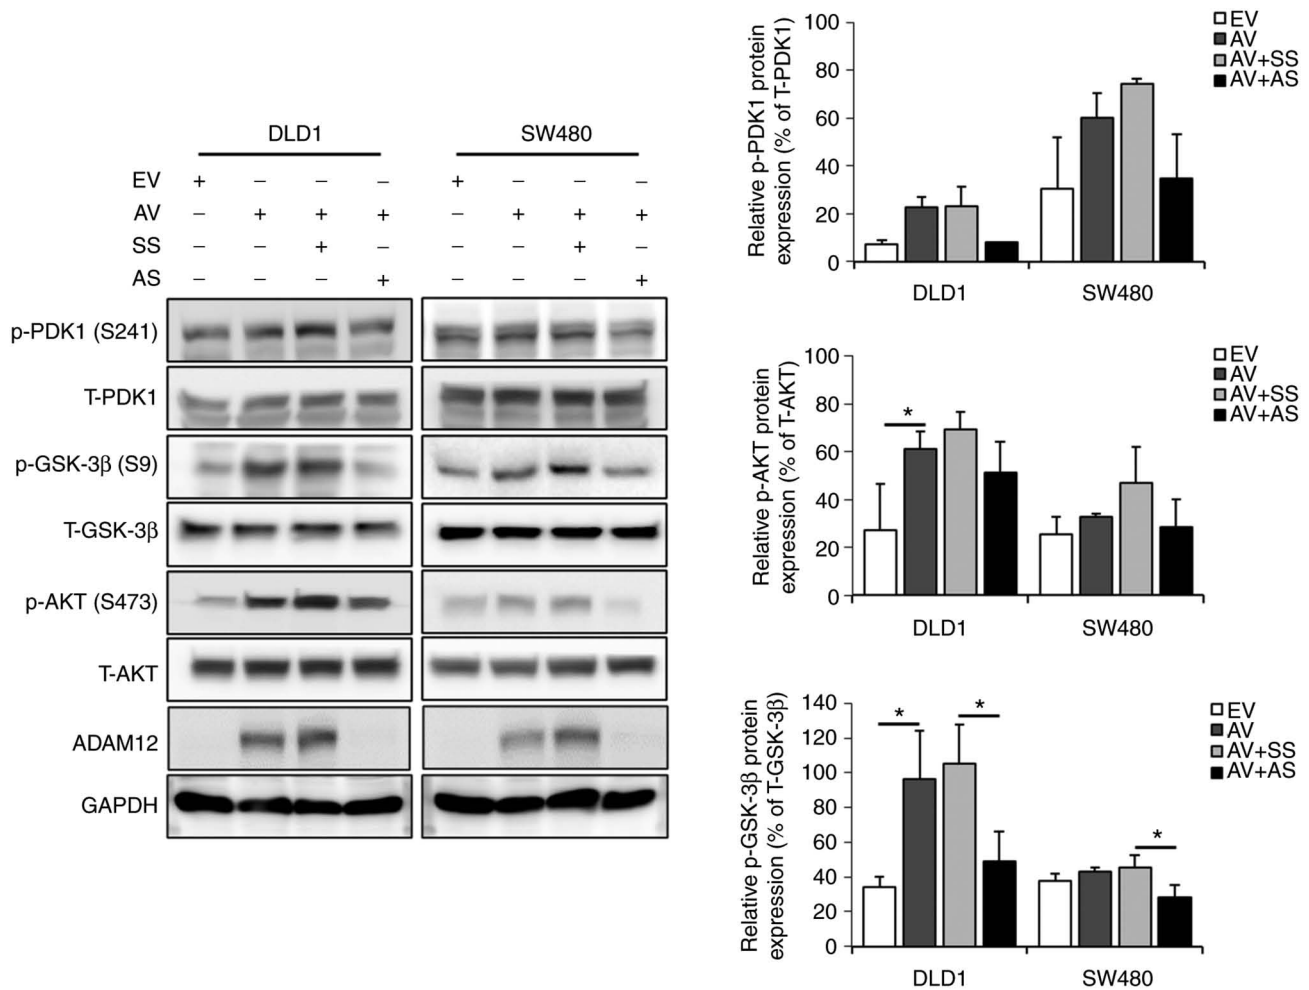 DLD1 SW480
EV + − − − + − − −
AV − + + + − + + +
SS − − + − − − + −
AS − − − + − − − +
p-PDK1 (S241)
T-PDK1
p-GSK-3β (S9)
T-GSK-3β
p-AKT (S473)
T-AKT
ADAM12
GAPDH
Relative p-PDK1 protein
expression (% of T-PDK1)
100
80
60
40
20
0
DLD1 SW480
EV
AV
AV+SS
AV+AS
Relative p-AKT protein
expression (% of T-AKT)
100
80
60
40
20
0
*
DLD1 SW480
EV
AV
AV+SS
AV+AS
Relative p-GSK-3β protein
expression (% of T-GSK-3β)
140
120
100
80
60
40
20
0
* * *
DLD1 SW480
EV
AV
AV+SS
AV+AS